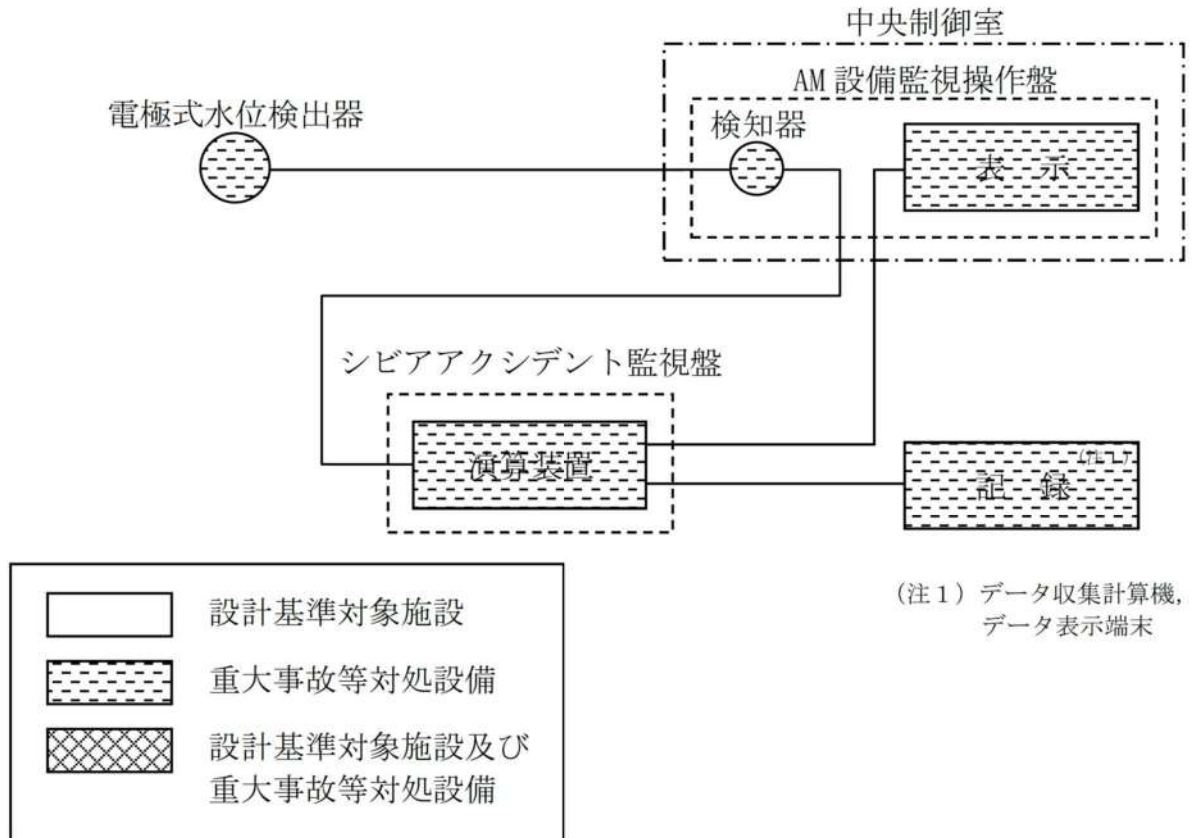 中央制御室
AM 設備監視操作盤
電極式水位検出器
検知器
表　示
シビアアクシデント監視盤
演算装置
記　録(注１)
設計基準対象施設
重大事故等対処設備
設計基準対象施設及び
重大事故等対処設備
(注１) データ収集計算機,
データ表示端末